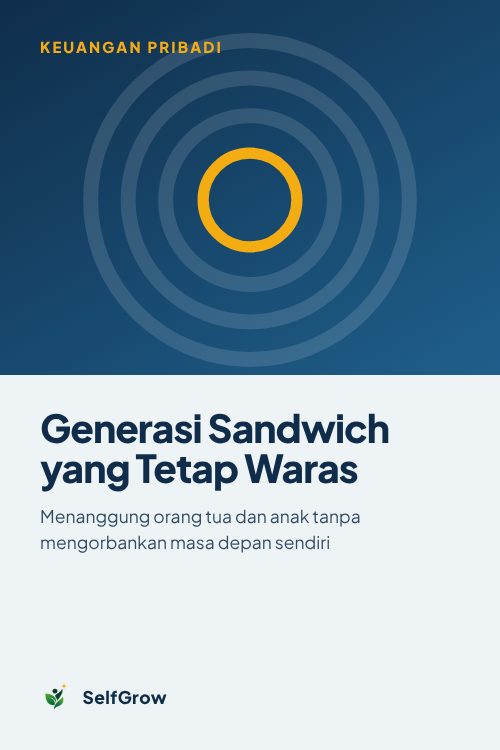 KEUANGAN PRIBADI
Generasi Sandwich
yang Tetap Waras
Menanggung orang tua dan anak tanpa
mengorbankan masa depan sendiri
SelfGrow